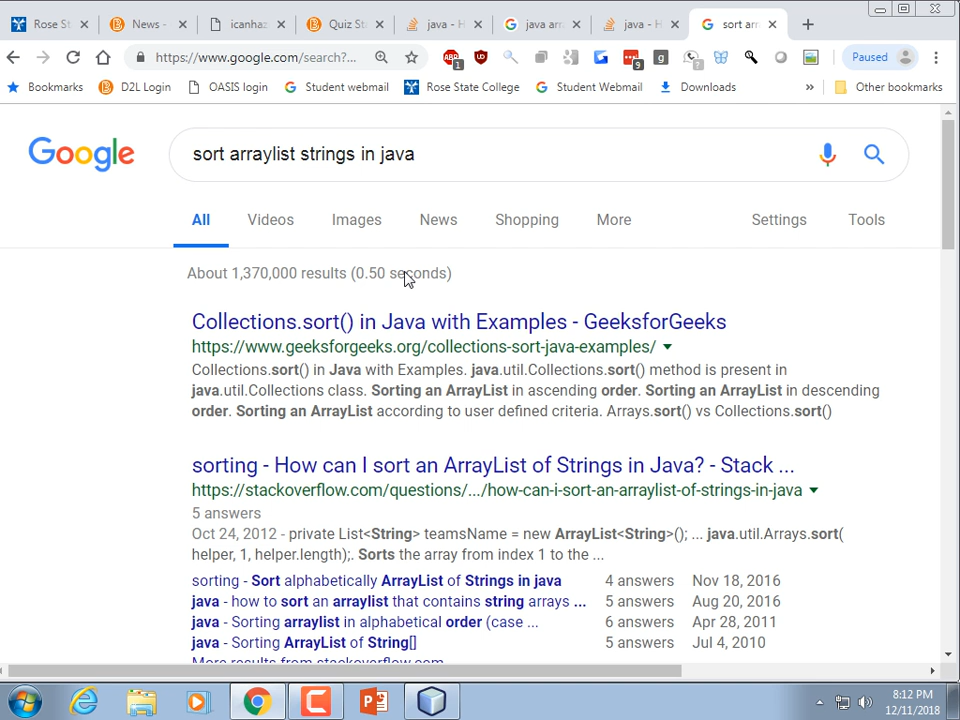 Rose St
News -
icanhaz
Quiz St
java - H
java arr
java - H
sort arr
https://www.google.com/search?...
1
9
g
?
Paused
Bookmarks
D2L Login
OASIS login
Student webmail
Rose State College
Student Webmail
Downloads
»
Other bookmarks
Google
sort arraylist strings in java
All
Videos
Images
News
Shopping
More
Settings
Tools
About 1,370,000 results (0.50 seconds)
Collections.sort() in Java with Examples - GeeksforGeeks
https://www.geeksforgeeks.org/collections-sort-java-examples/
Collections.sort() in Java with Examples. java.util.Collections.sort() method is present in
java.util.Collections class. Sorting an ArrayList in ascending order. Sorting an ArrayList in descending
order. Sorting an ArrayList according to user defined criteria. Arrays.sort() vs Collections.sort()
sorting - How can I sort an ArrayList of Strings in Java? - Stack ...
https://stackoverflow.com/questions/.../how-can-i-sort-an-arraylist-of-strings-in-java
5 answers
Oct 24, 2012 - private List<String> teamsName = new ArrayList<String>(); ... java.util.Arrays.sort(
helper, 1, helper.length);. Sorts the array from index 1 to the ...
sorting - Sort alphabetically ArrayList of Strings in java 4 answers Nov 18, 2016
java - how to sort an arraylist that contains string arrays ... 5 answers Aug 20, 2016
java - Sorting arraylist in alphabetical order (case ... 6 answers Apr 28, 2011
java - Sorting ArrayList of String[] 5 answers Jul 4, 2010
More results from stackoverflow.com
8:12 PM
12/11/2018